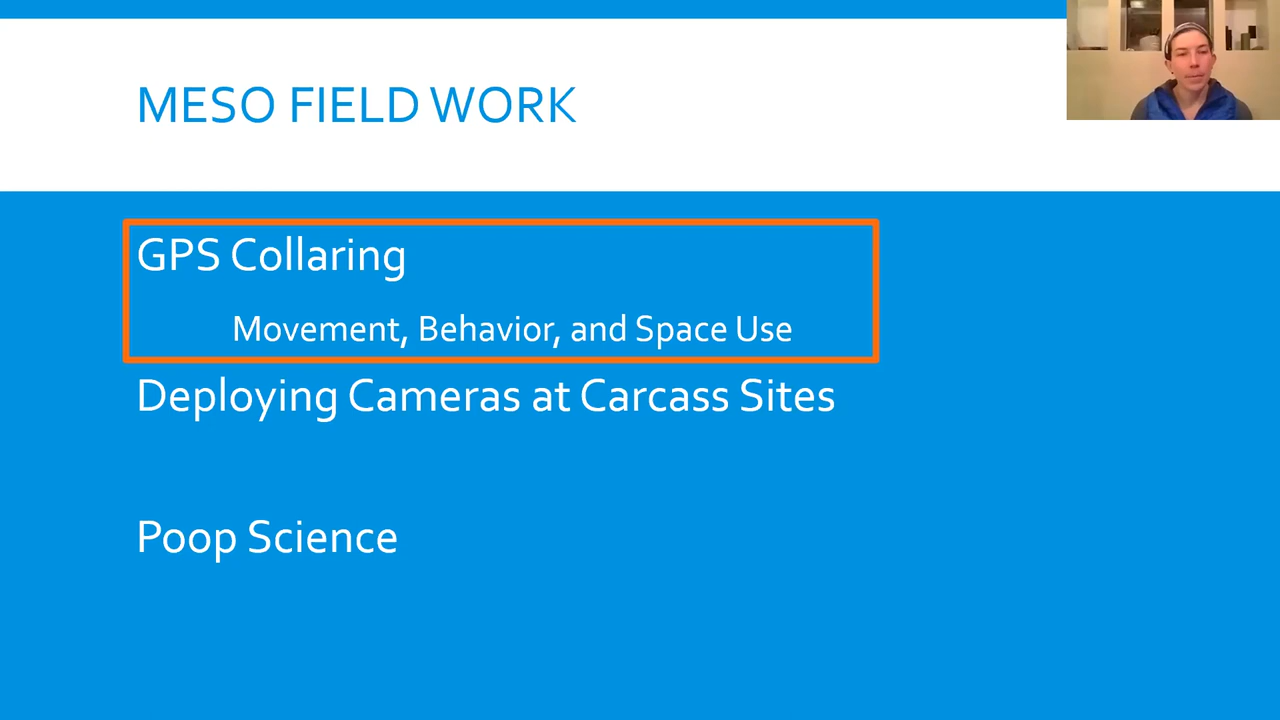 MESO FIELD WORK
GPS Collaring
Movement, Behavior, and Space Use
Deploying Cameras at Carcass Sites
Poop Science